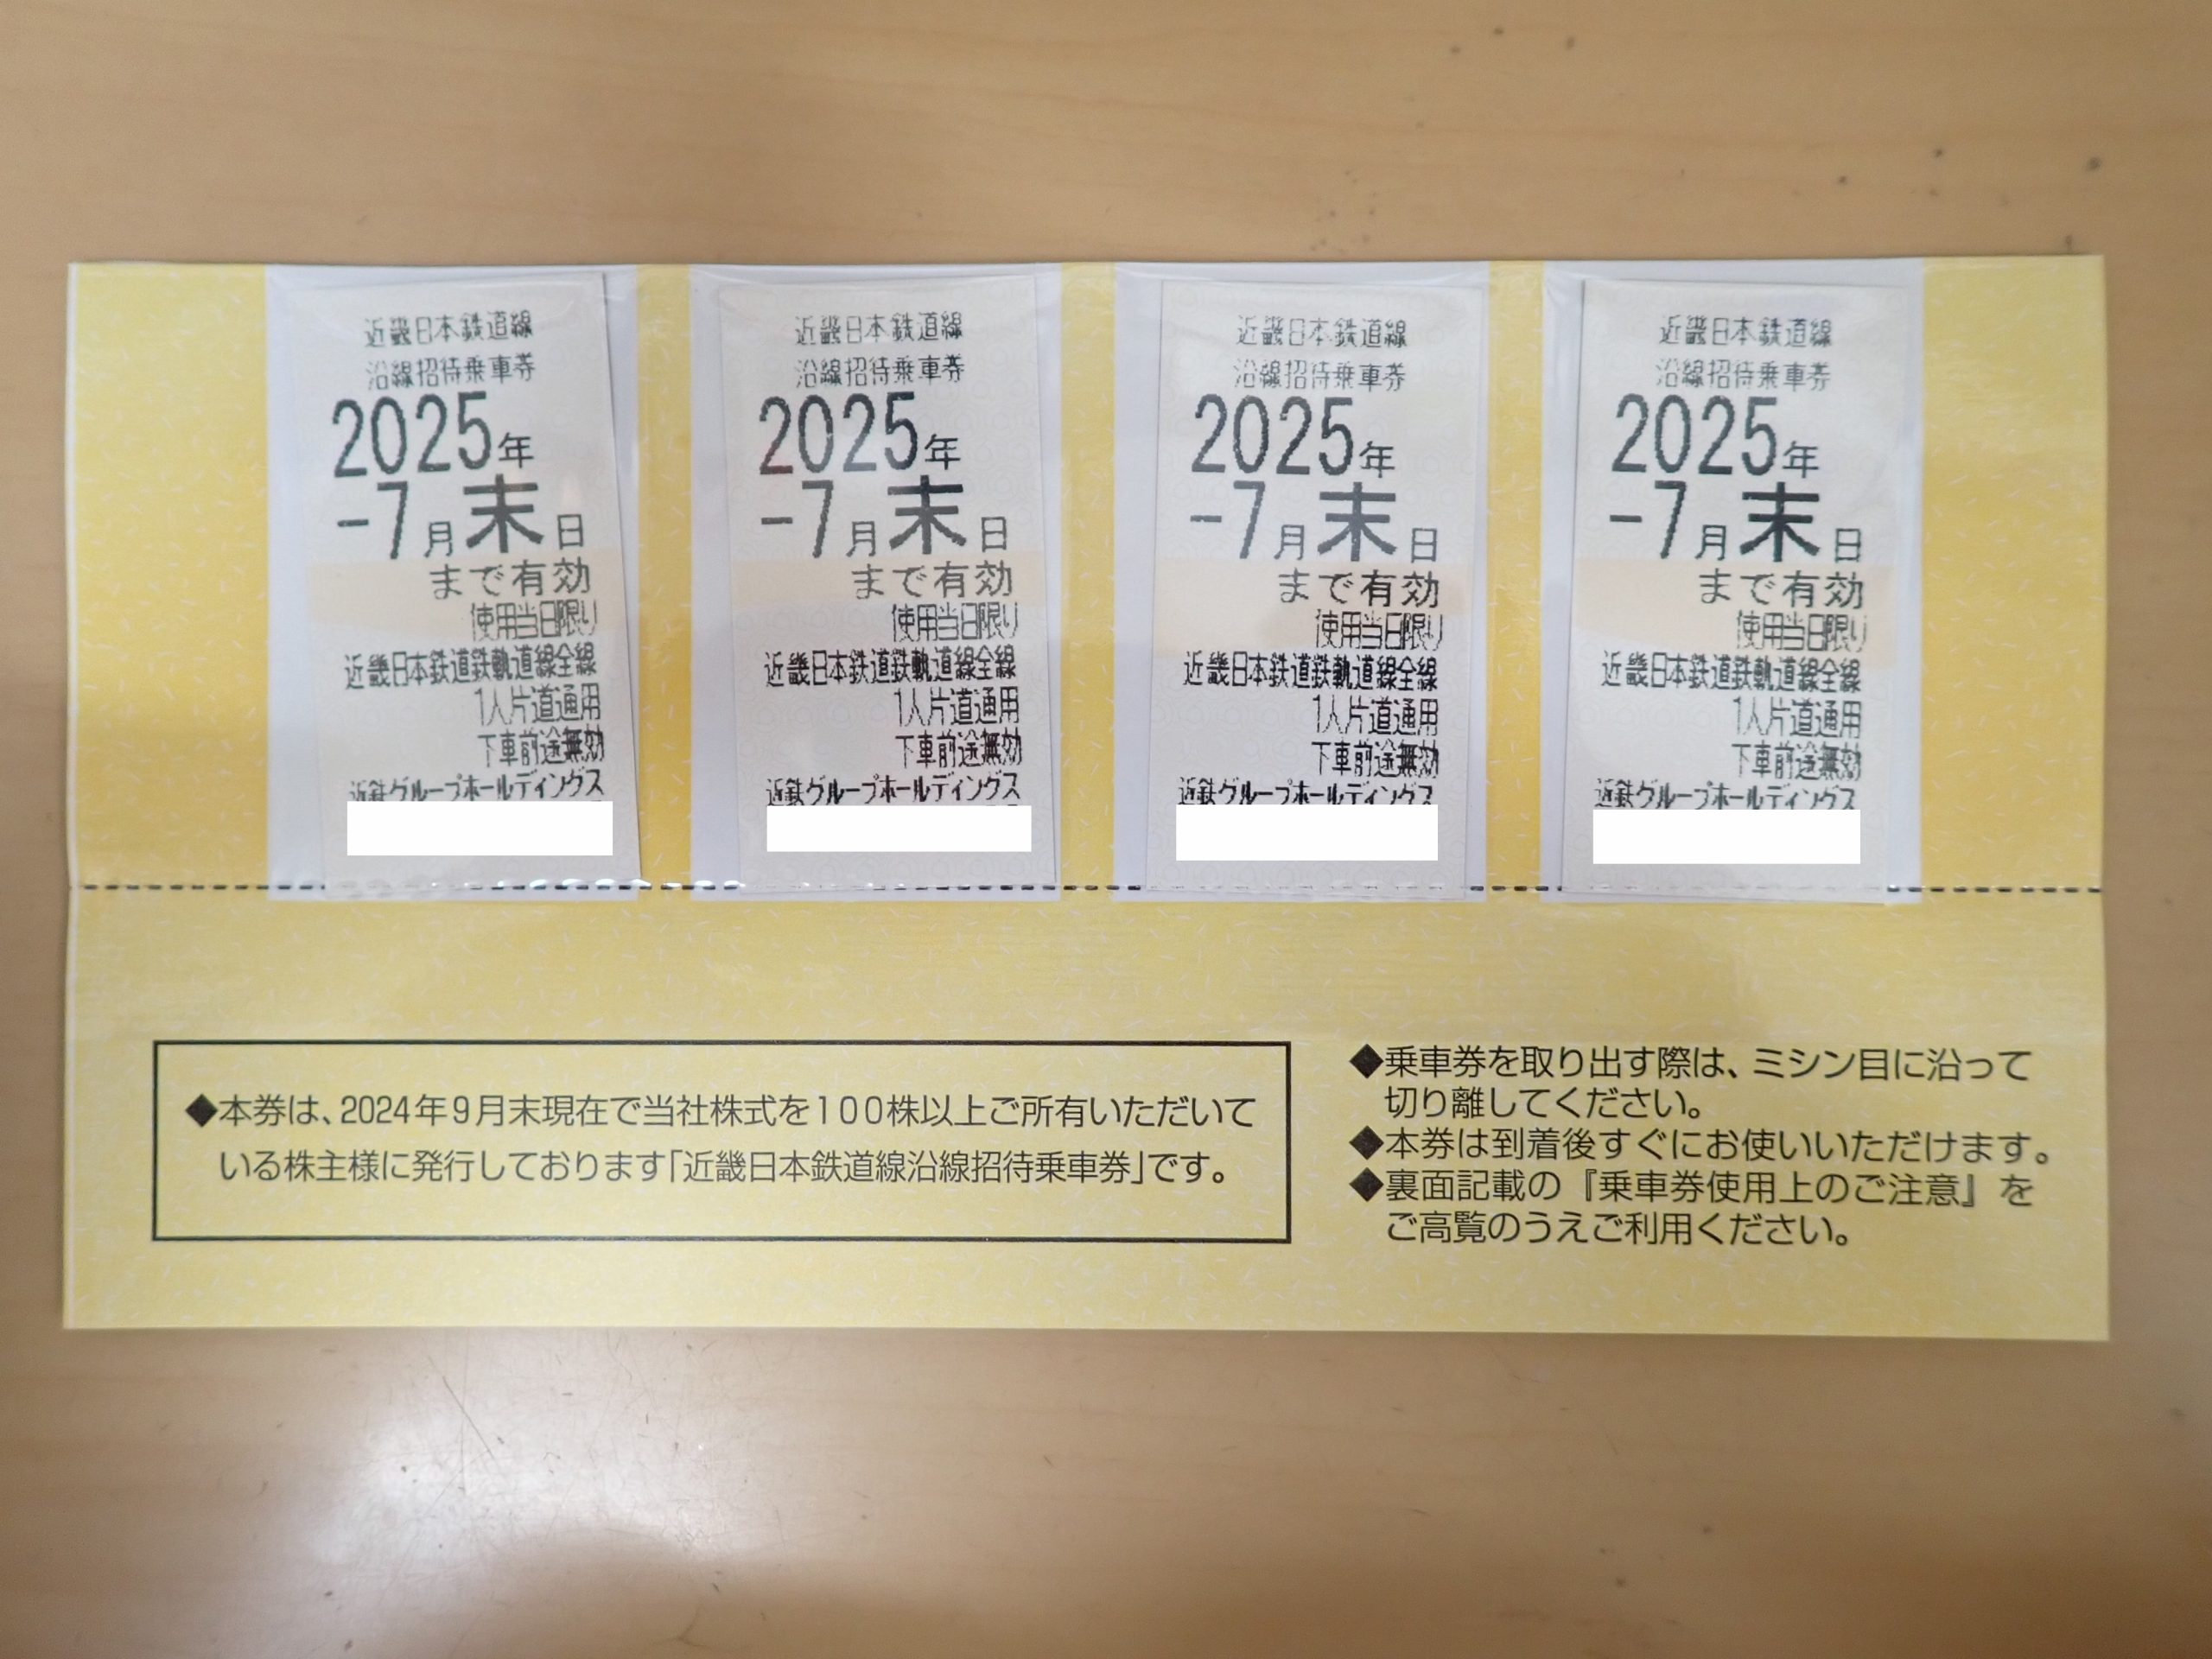 近畿日本鉄道線
沿線招待乗車券
2025年
-7月末日
まで有効
使用当日限り
近畿日本鉄道鉄軌道線全線
1人片道通用
下車前途無効
近鉄グループホールディングス
近畿日本鉄道線
沿線招待乗車券
2025年
-7月末日
まで有効
使用当日限り
近畿日本鉄道鉄軌道線全線
1人片道通用
下車前途無効
近鉄グループホールディングス
近畿日本鉄道線
沿線招待乗車券
2025年
-7月末日
まで有効
使用当日限り
近畿日本鉄道鉄軌道線全線
1人片道通用
下車前途無効
近鉄グループホールディングス
近畿日本鉄道線
沿線招待乗車券
2025年
-7月末日
まで有効
使用当日限り
近畿日本鉄道鉄軌道線全線
1人片道通用
下車前途無効
近鉄グループホールディングス
◆本券は、2024年9月末現在で当社株式を100株以上ご所有いただいて
いる株主様に発行しております「近畿日本鉄道線沿線招待乗車券」です。
◆乗車券を取り出す際は、ミシン目に沿って
切り離してください。
◆本券は到着後すぐにお使いいただけます。
◆裏面記載の『乗車券使用上のご注意』を
ご高覧のうえご利用ください。